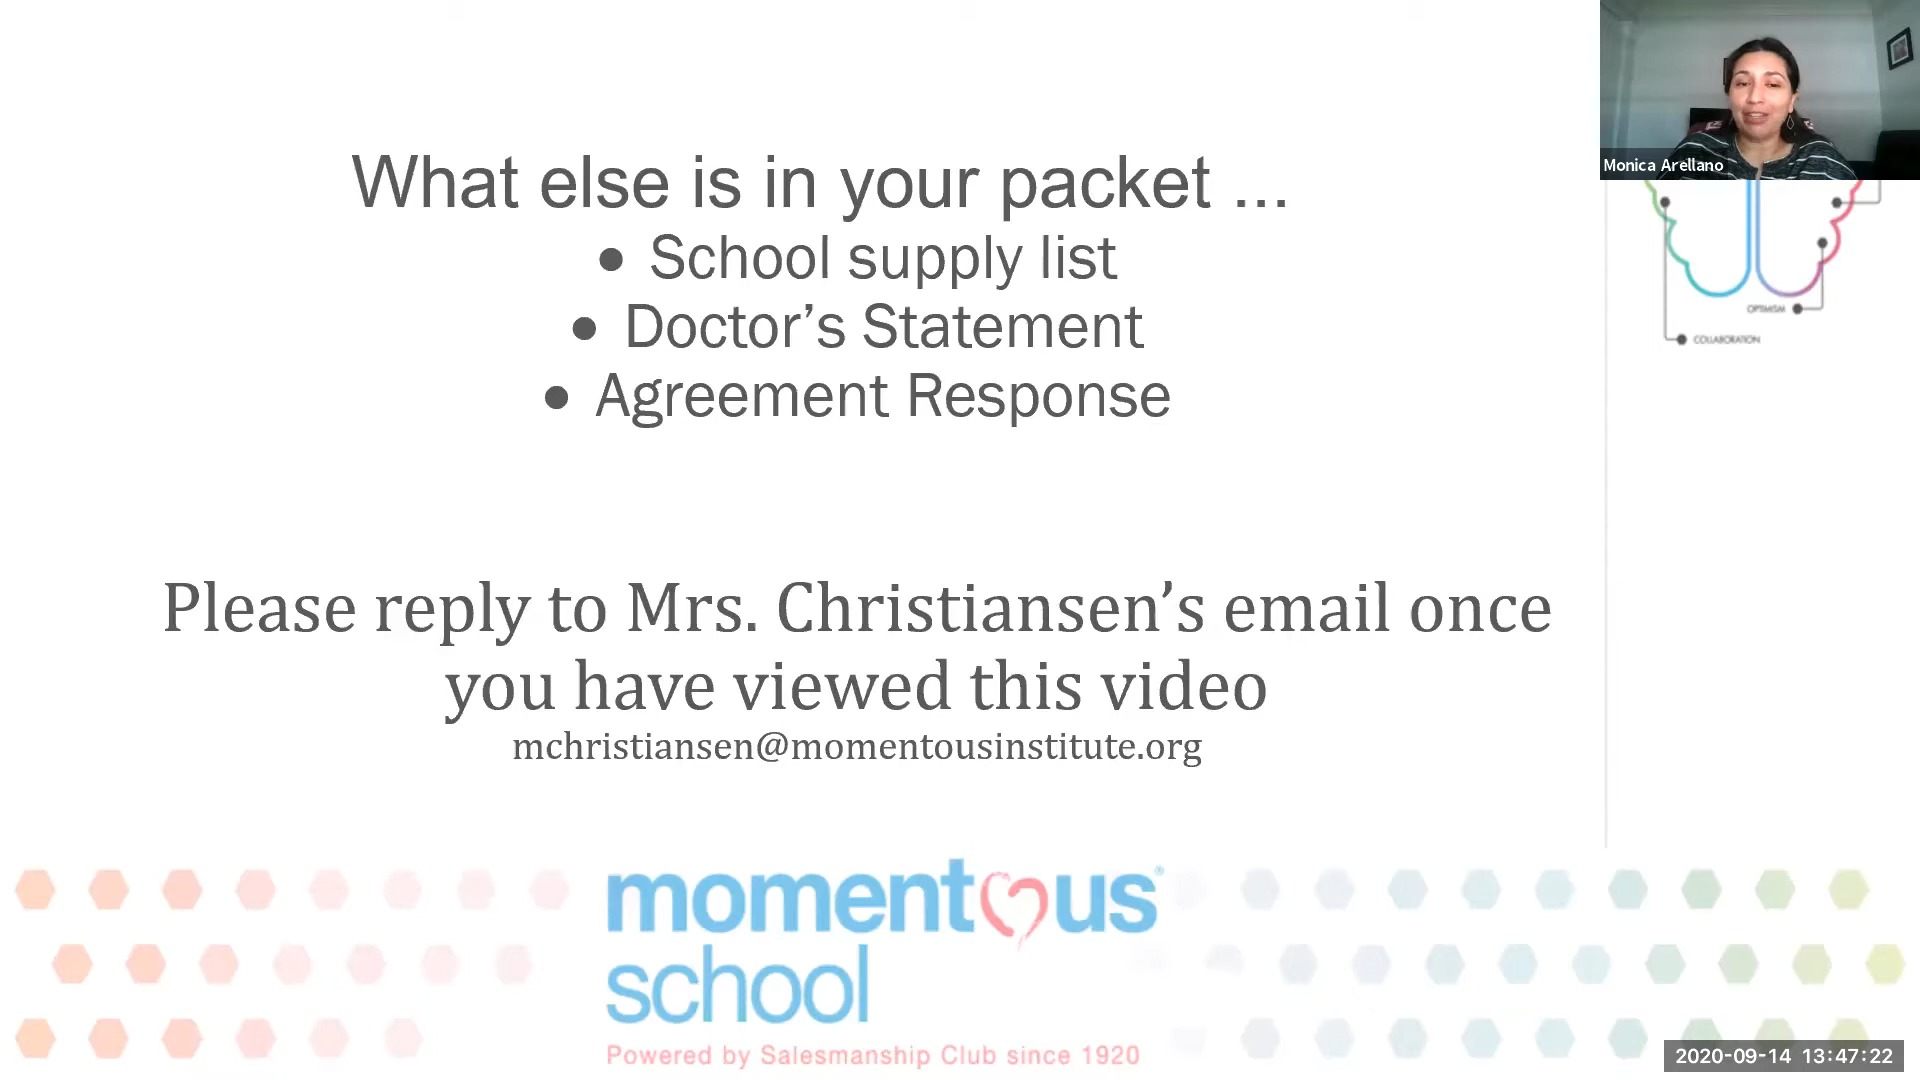 What else is in your packet ...
● School supply list
● Doctor’s Statement
● Agreement Response
Please reply to Mrs. Christiansen’s email once
you have viewed this video
mchristiansen@momentousinstitute.org
Monica Arellano
OPTIMISM
COLLABORATION
momentous®
school
Powered by Salesmanship Club since 1920
2020-09-14 13:47:22